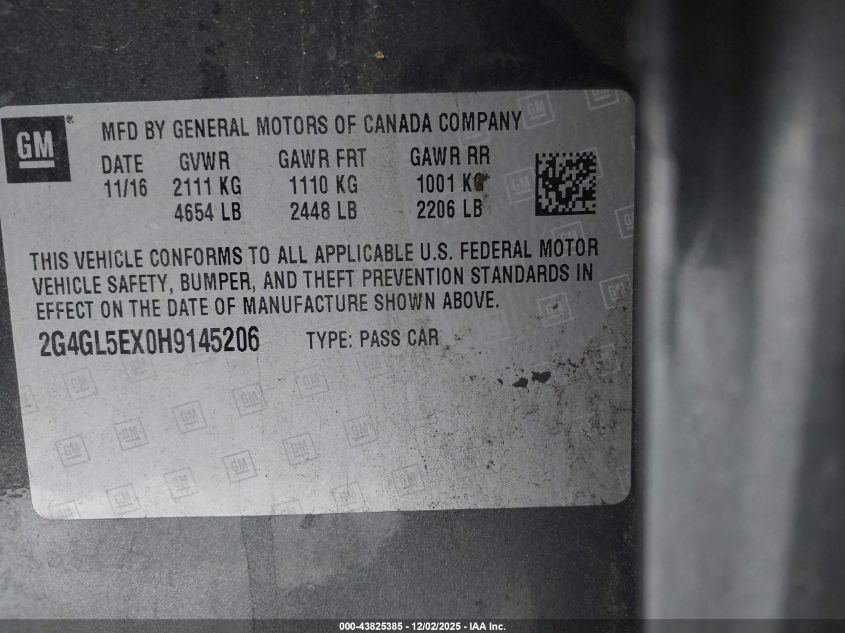 GM®
MFD BY GENERAL MOTORS OF CANADA COMPANY
DATE GVWR GAWR FRT GAWR RR
11/16 2111 KG 1110 KG 1001 KG
4654 LB 2448 LB 2206 LB
THIS VEHICLE CONFORMS TO ALL APPLICABLE U.S. FEDERAL MOTOR
VEHICLE SAFETY, BUMPER, AND THEFT PREVENTION STANDARDS IN
EFFECT ON THE DATE OF MANUFACTURE SHOWN ABOVE.
2G4GL5EX0H9145206 TYPE: PASS CAR
000-43825385 - 12/02/2025 - IAA Inc.